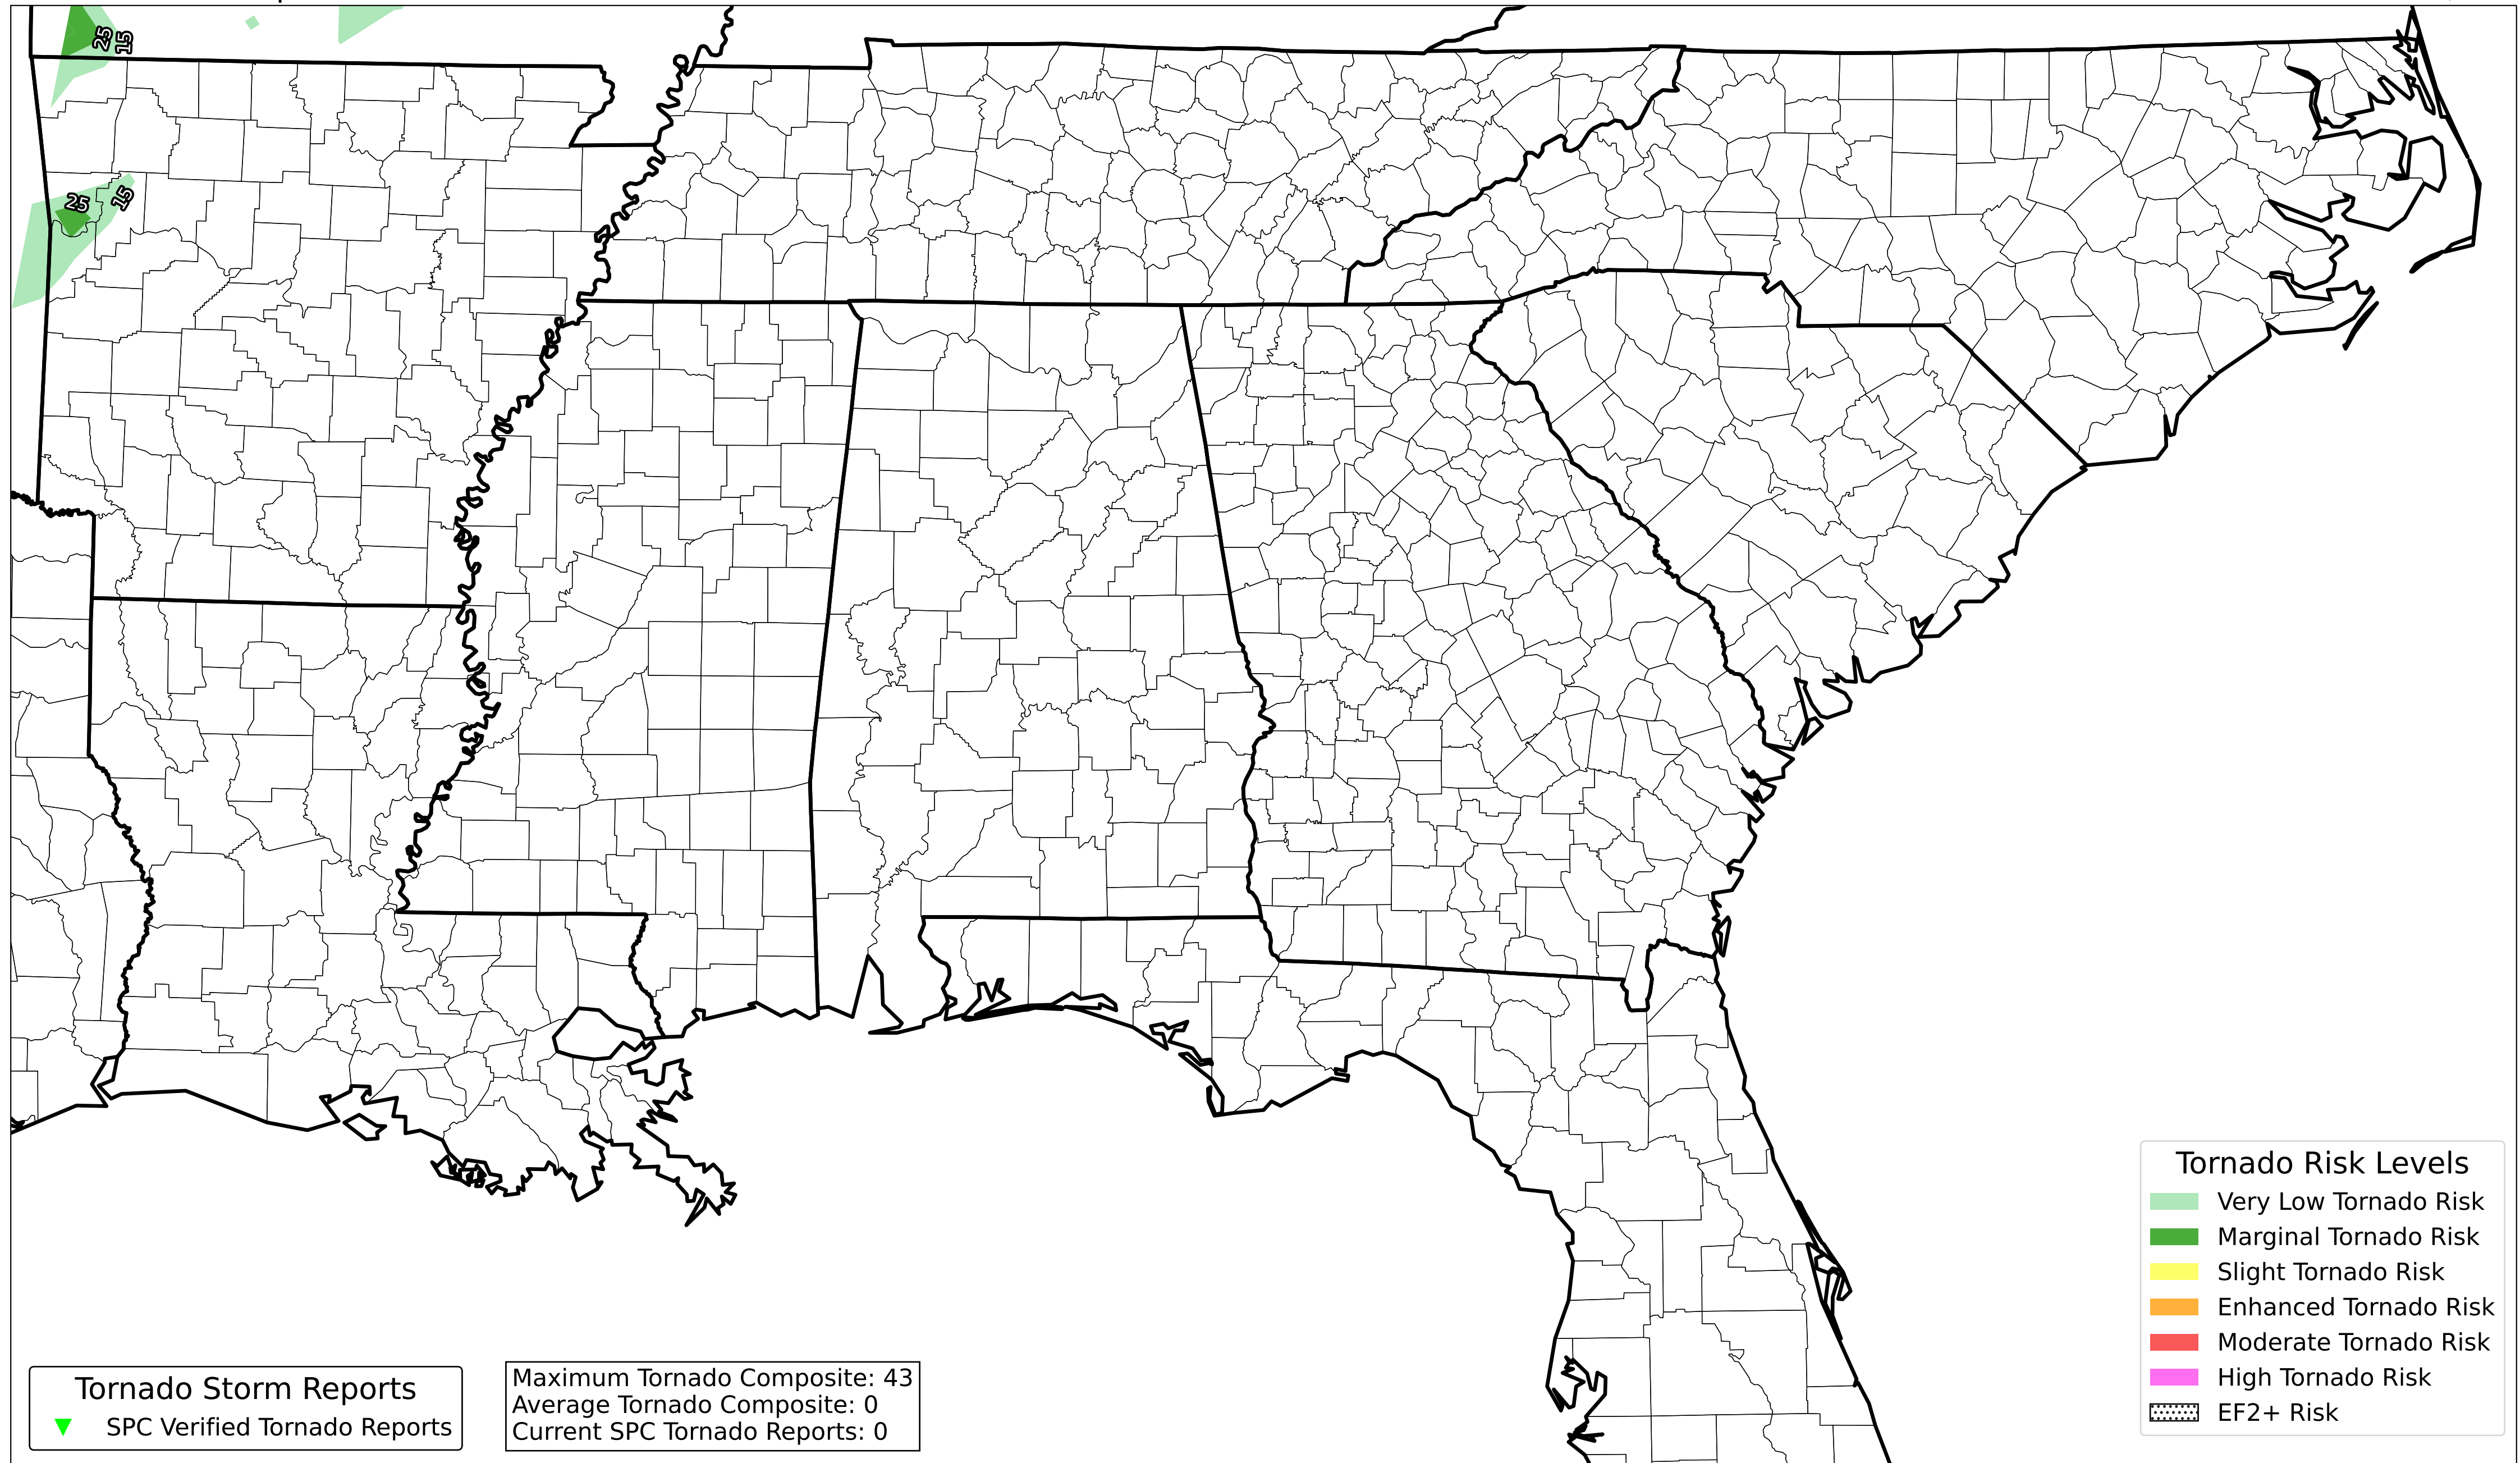 25
15
25
15
Tornado Risk Levels
Very Low Tornado Risk
Marginal Tornado Risk
Slight Tornado Risk
Enhanced Tornado Risk
Moderate Tornado Risk
High Tornado Risk
EF2+ Risk
Tornado Storm Reports
SPC Verified Tornado Reports
Maximum Tornado Composite: 43
Average Tornado Composite: 0
Current SPC Tornado Reports: 0